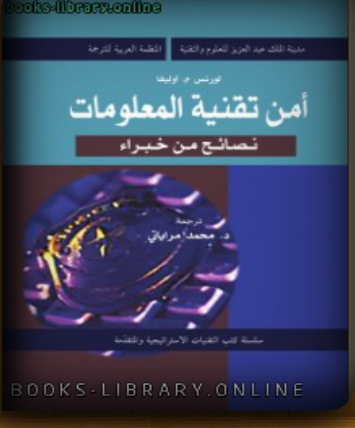 books-library.online
مدينة الملك عبد العزيز للعلوم والتقنية المنظمة العربية للترجمة
لورنس م. اوليفا
أمن تقنية المعلومات
نصائح من خبراء
ترجمة
د. محمد مراياتي
سلسلة كتب التقنيات الاستراتيجية والمتقدمة
BOOKS-LIBRARY.ONLINE